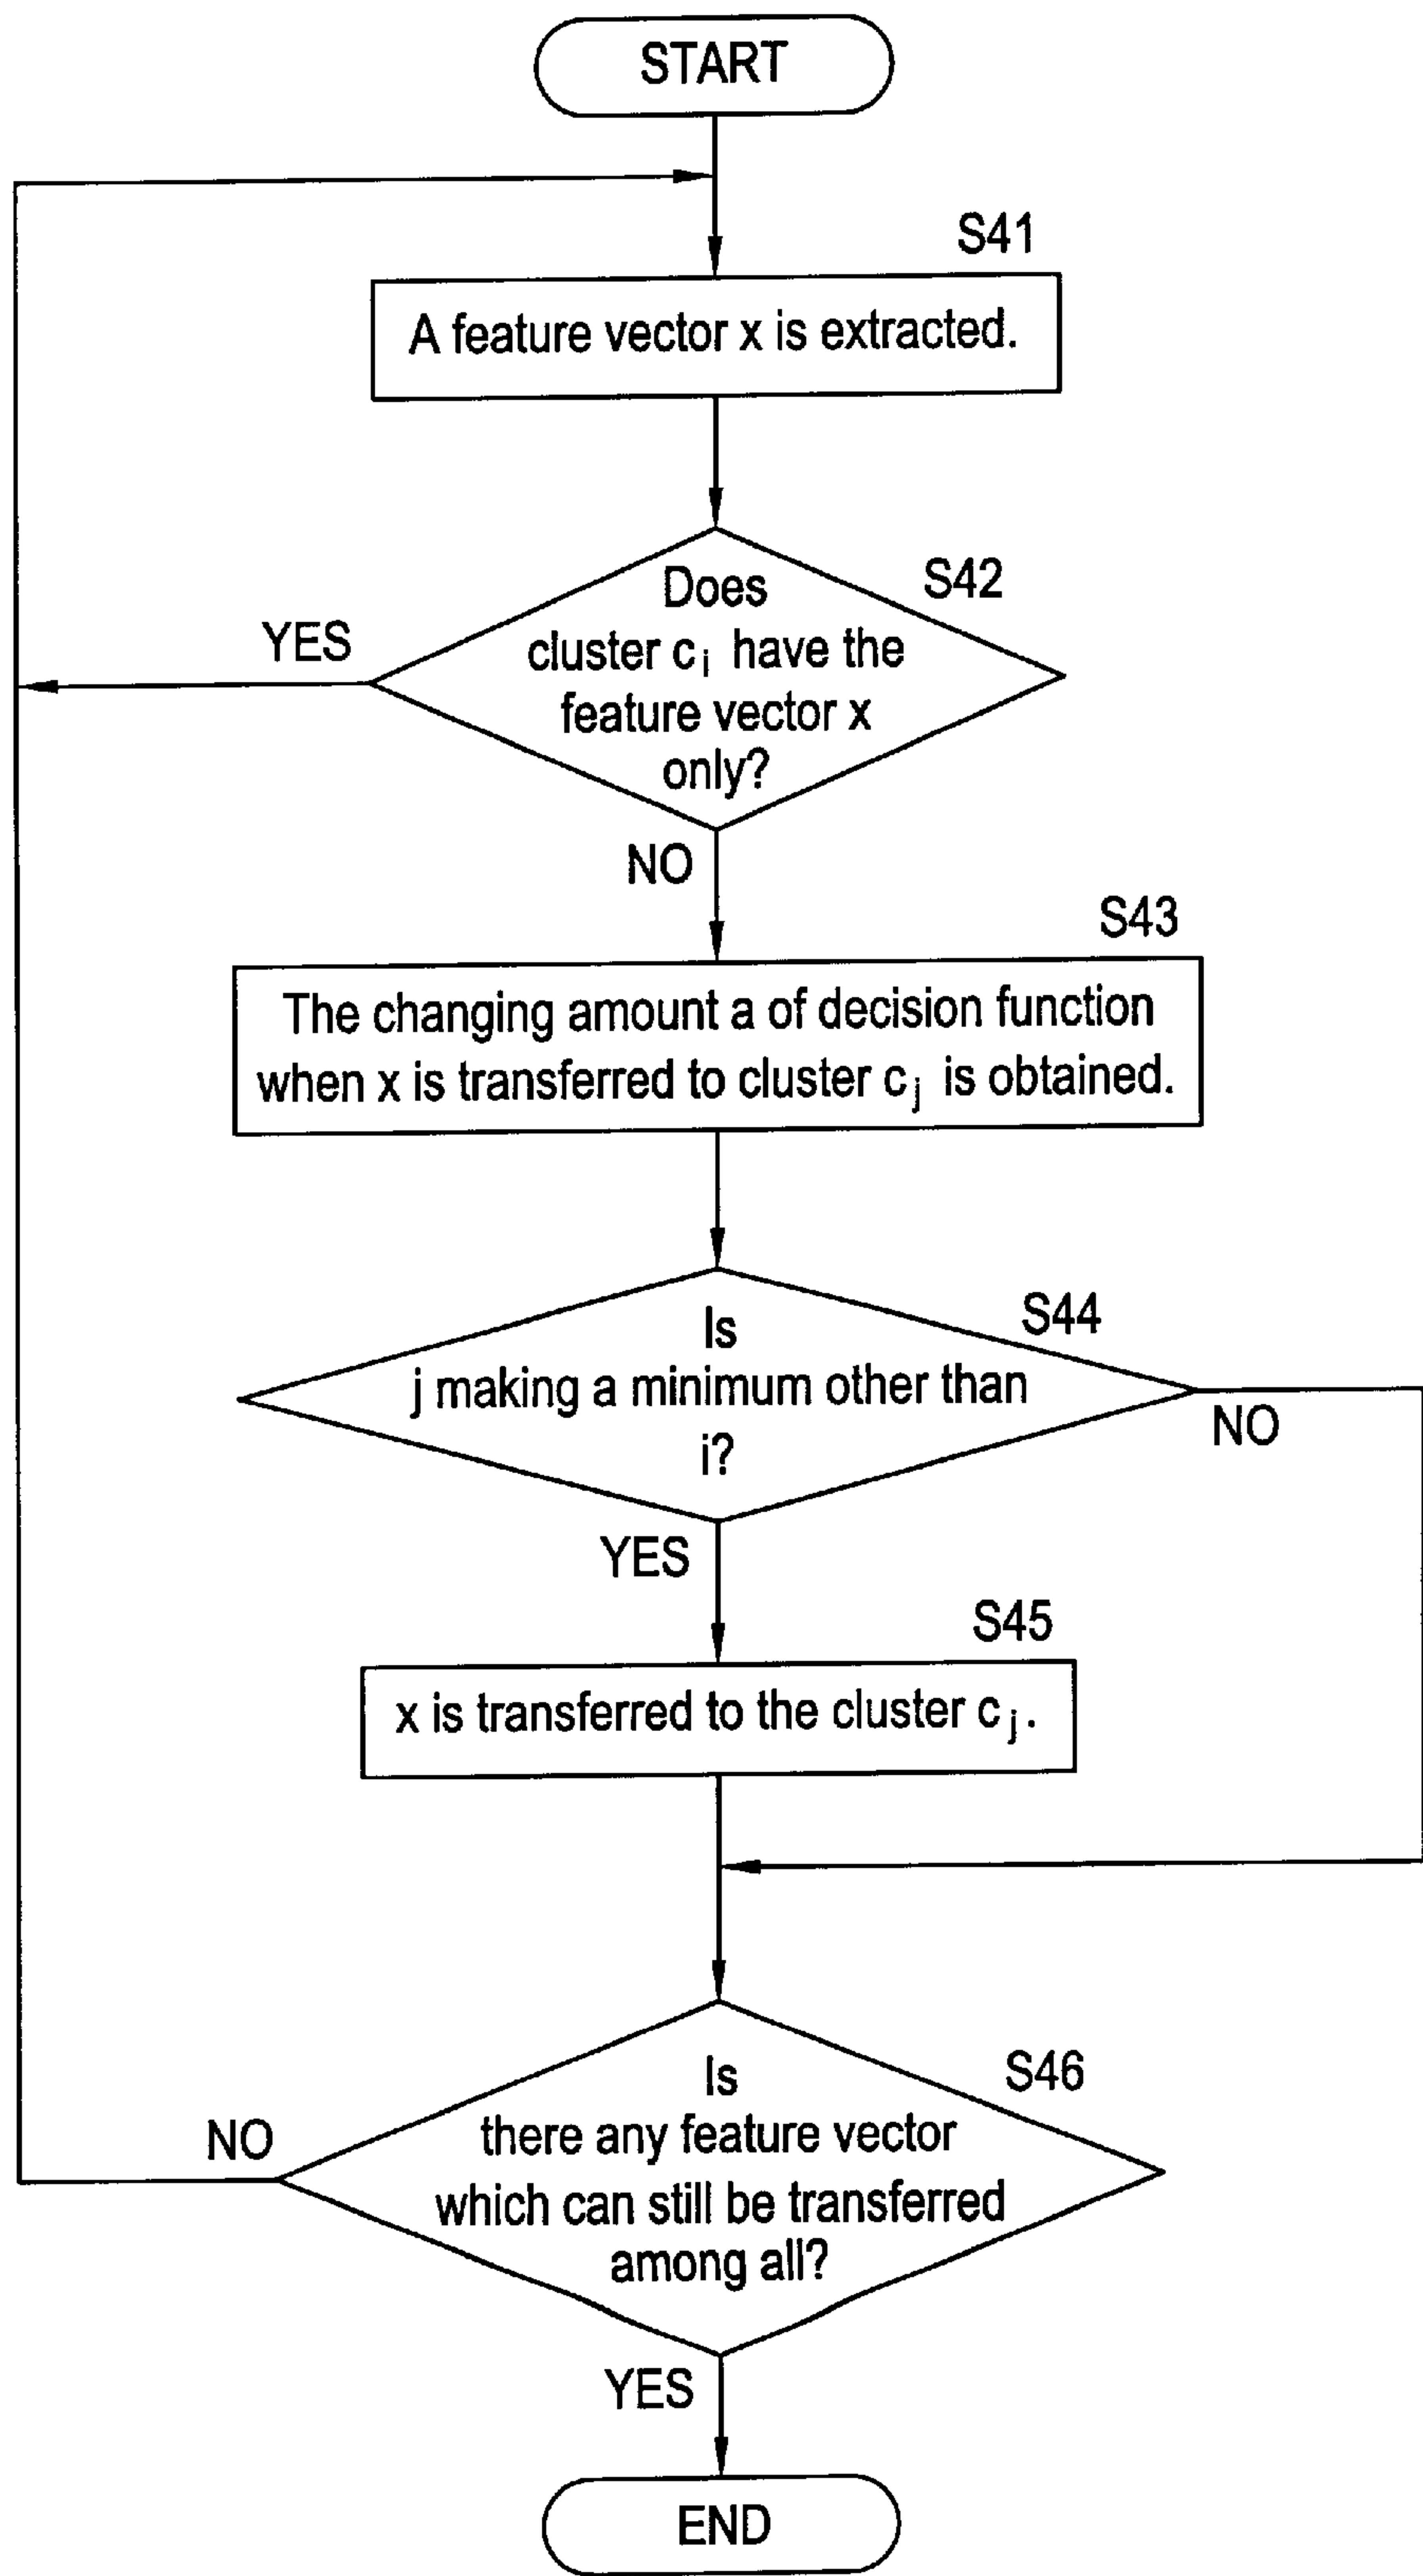 START
S41
A feature vector x is extracted.
S42
Does
cluster c i have the
feature vector x
only?
YES
NO
S43
The changing amount a of decision function
when x is transferred to cluster c j is obtained.
S44
Is
j making a minimum other than
i?
NO
YES
S45
x is transferred to the cluster c j.
S46
Is
there any feature vector
which can still be transferred
among all?
NO
YES
END